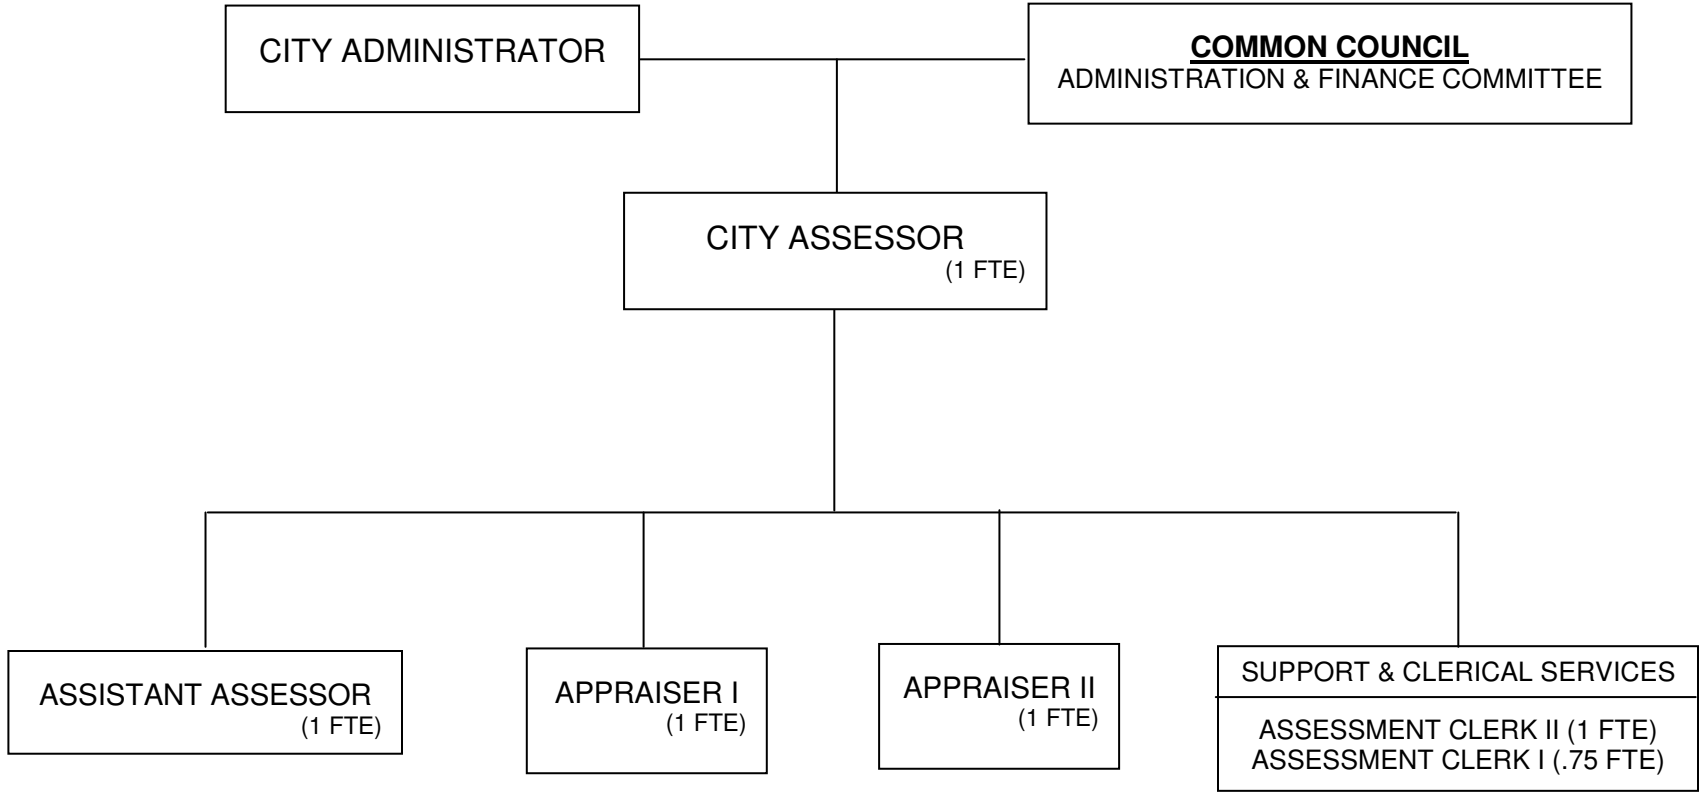 CITY ADMINISTRATOR
COMMON COUNCIL
ADMINISTRATION & FINANCE COMMITTEE
CITY ASSESSOR
(1 FTE)
ASSISTANT ASSESSOR
(1 FTE)
APPRAISER I
(1 FTE)
APPRAISER II
(1 FTE)
SUPPORT & CLERICAL SERVICES
ASSESSMENT CLERK II (1 FTE)
ASSESSMENT CLERK I (.75 FTE)